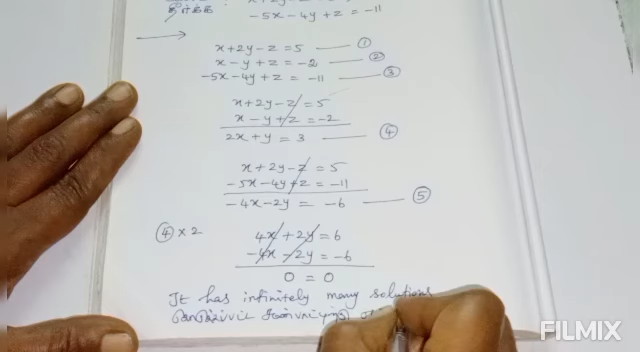 தீர்க்க :
-5x-4y+z=-11
x+2y-z=5 ——— ①
x-y+z=-2 ——— ②
-5x-4y+z=-11 ——— ③
x+2y-z=5
x-y+z=-2
2x+y=3 ——— ④
x+2y-z=5
-5x-4y+z=-11
-4x-2y=-6 ——— ⑤
④×2
4x+2y=6
-4x-2y=-6
0=0
It has infinitely many solutions
FILMIX